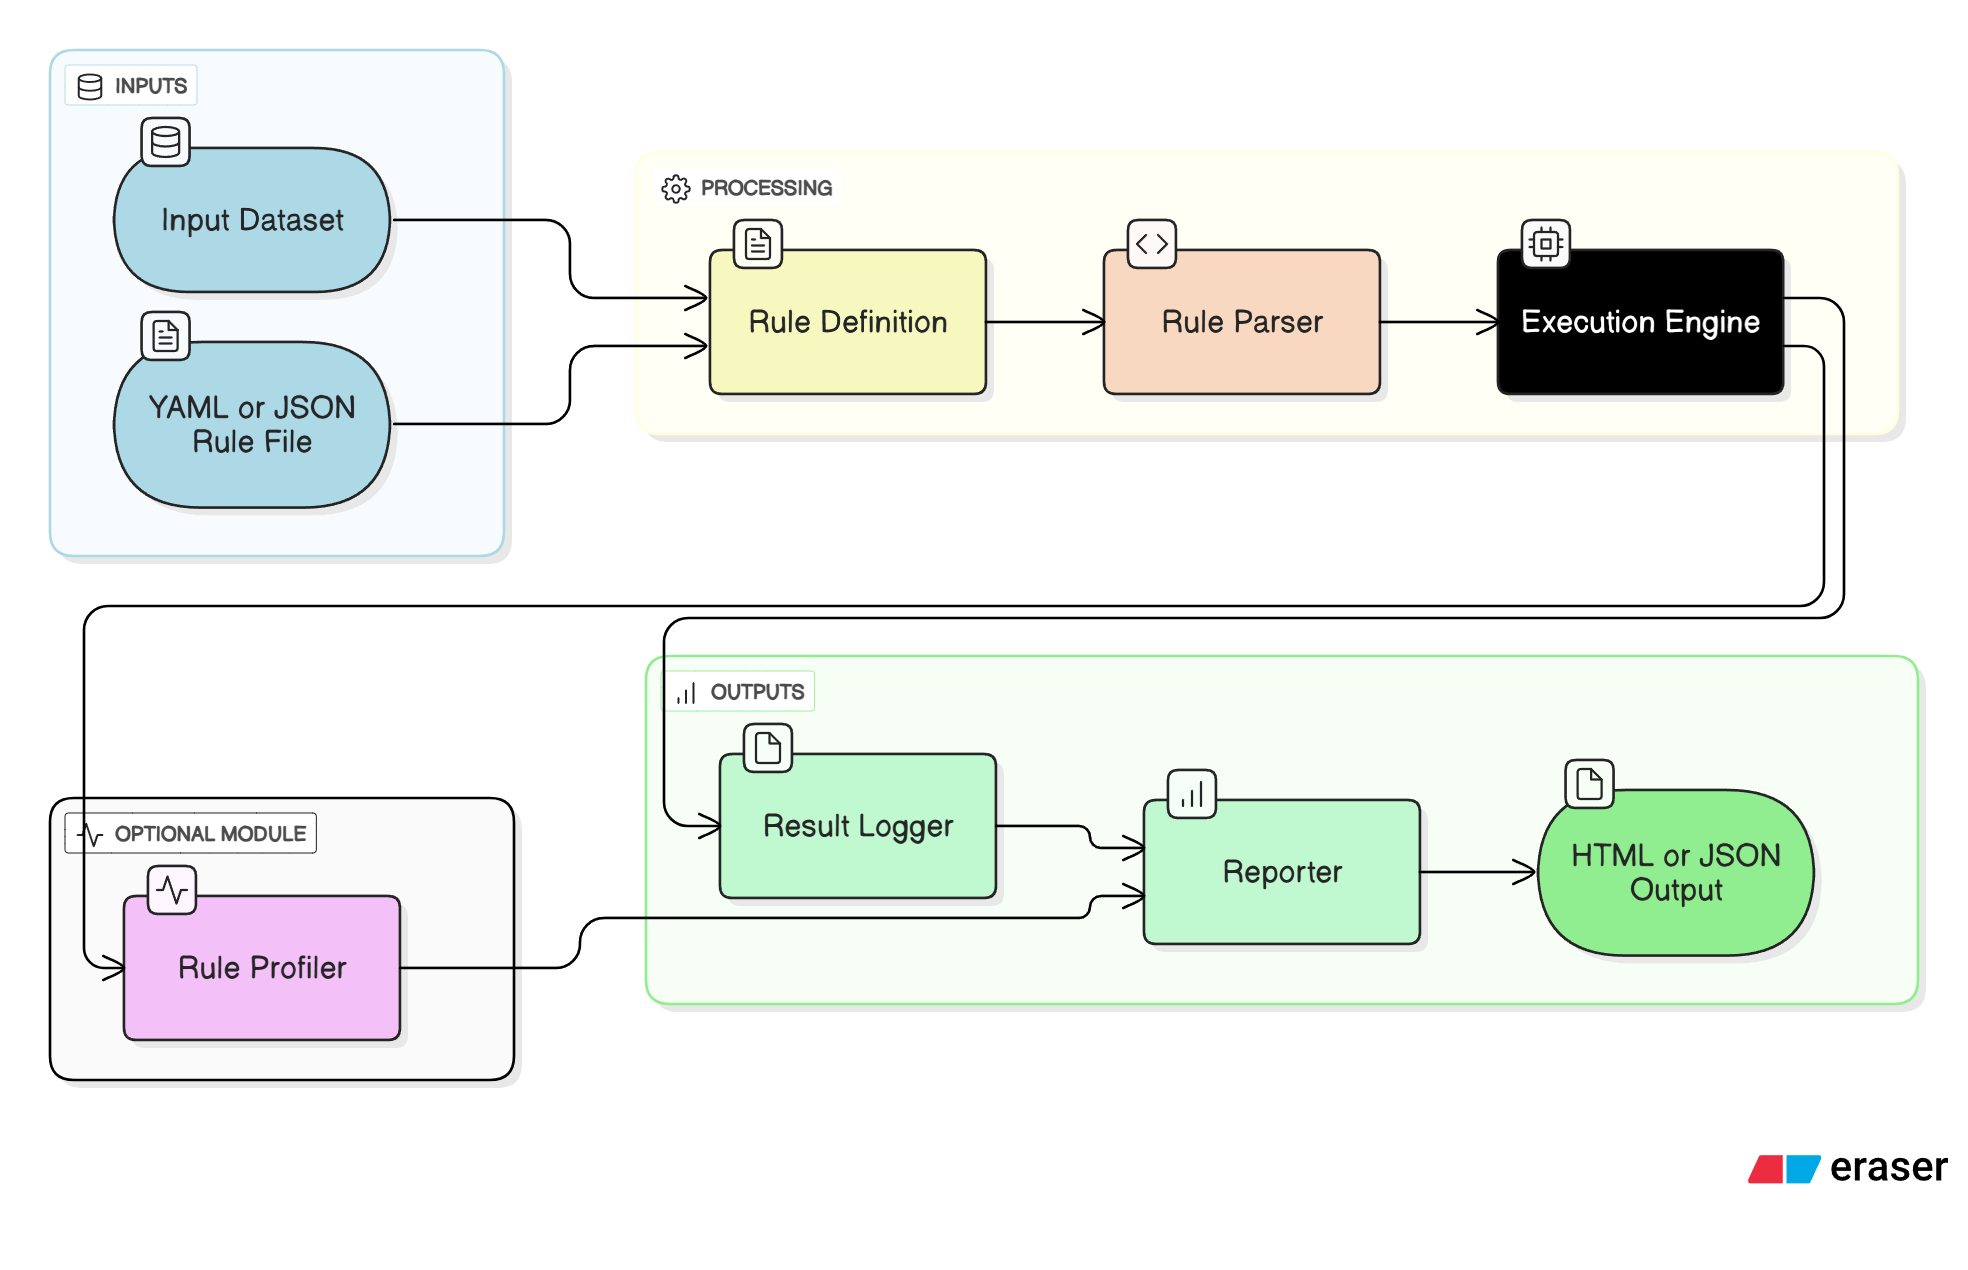 INPUTS
Input Dataset
YAML or JSON
Rule File
PROCESSING
Rule Definition
Rule Parser
Execution Engine
OUTPUTS
Result Logger
Reporter
HTML or JSON
Output
OPTIONAL MODULE
Rule Profiler
eraser